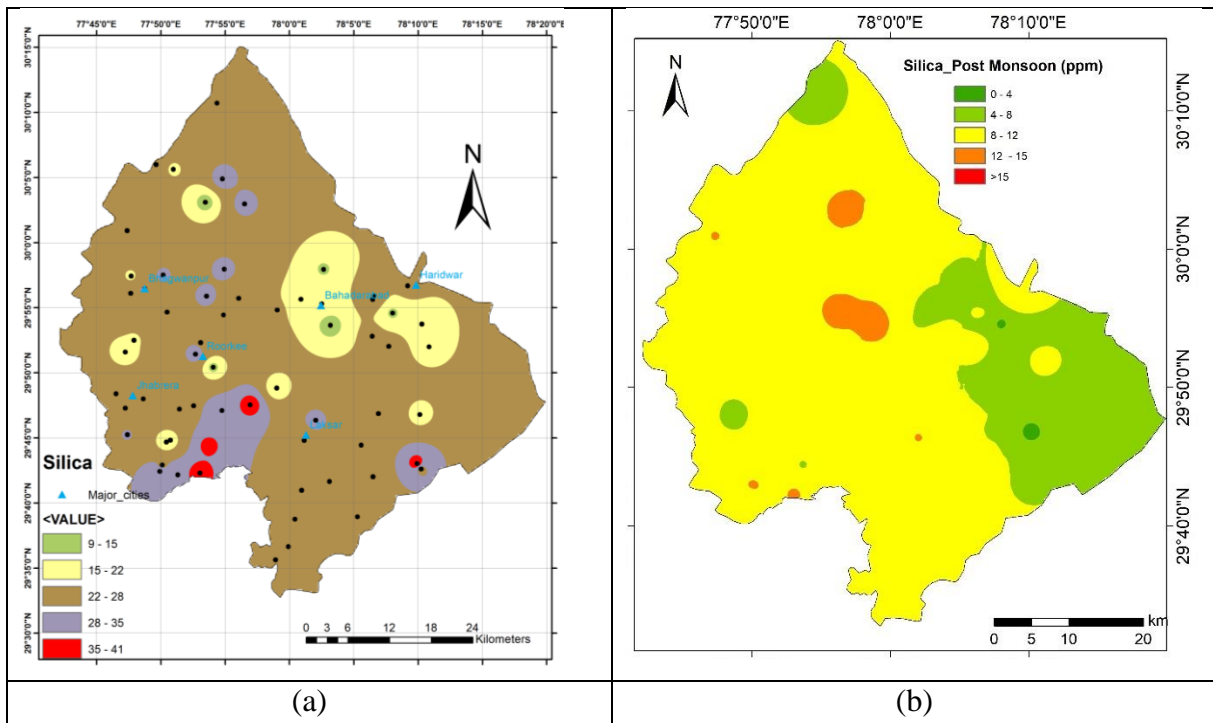 77°45'0"E 77°50'0"E 77°55'0"E 78°0'0"E 78°5'0"E 78°10'0"E 78°15'0"E 78°20'0"E
30°15'0"N
30°10'0"N
30°5'0"N
30°0'0"N
29°55'0"N
29°50'0"N
29°45'0"N
29°40'0"N
29°35'0"N
29°30'0"N
N
Haridwar
Bhagwanpur
Bahadarabad
Roorkee
Jhabrera
Laksar
Silica
Major_cities
<VALUE>
9 - 15
15 - 22
22 - 28
28 - 35
35 - 41
0 3 6 12 18 24
Kilometers
(a)
77°50'0"E 78°0'0"E 78°10'0"E
N
Silica_Post Monsoon (ppm)
0 - 4
4 - 8
8 - 12
12 - 15
>15
30°10'0"N
30°0'0"N
29°50'0"N
29°40'0"N
km
0 5 10 20
(b)